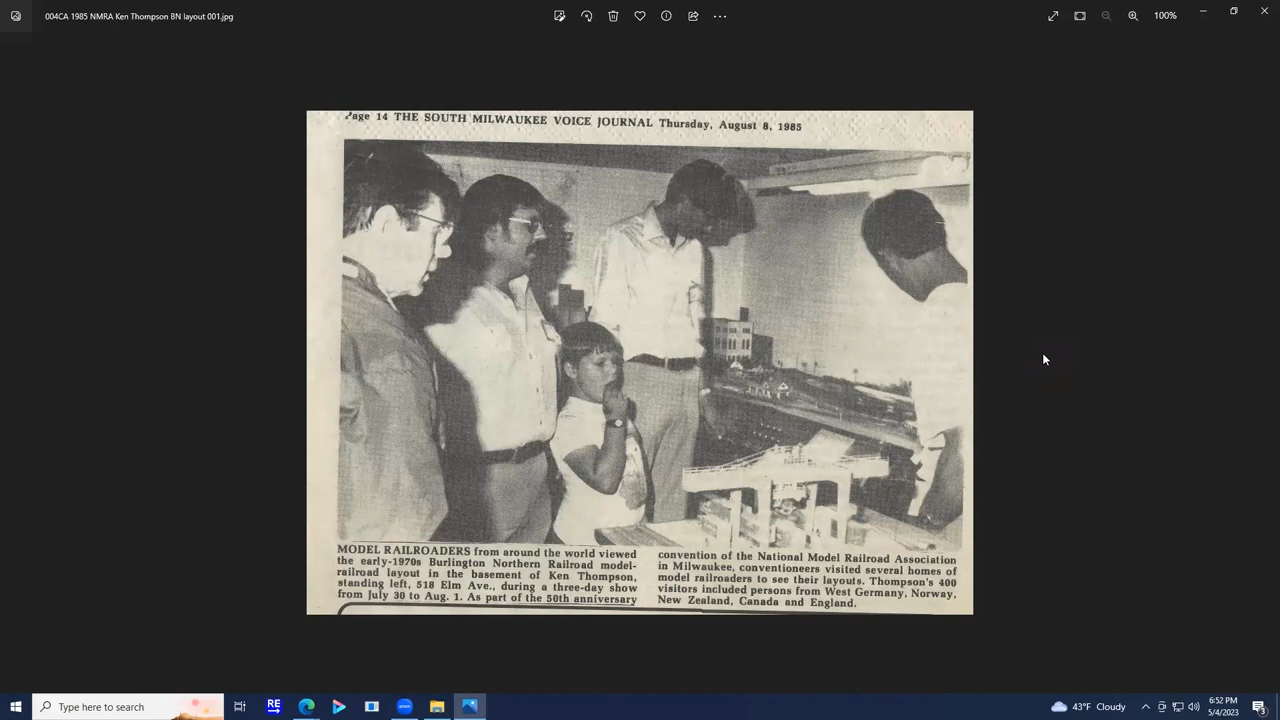 004CA 1985 NMRA Ken Thompson BN layout 001.jpg
100%
Page 14 THE SOUTH MILWAUKEE VOICE JOURNAL Thursday, August 8, 1985
MODEL RAILROADERS from around the world viewed
the early-1970s Burlington Northern Railroad model-
railroad layout in the basement of Ken Thompson,
standing left, 518 Elm Ave., during a three-day show
from July 30 to Aug. 1. As part of the 50th anniversary
convention of the National Model Railroad Association
in Milwaukee, conventioneers visited several homes of
model railroaders to see their layouts. Thompson's 400
visitors included persons from West Germany, Norway,
New Zealand, Canada and England.
Type here to search
RE
zoom
43°F Cloudy
6:52 PM
5/4/2023